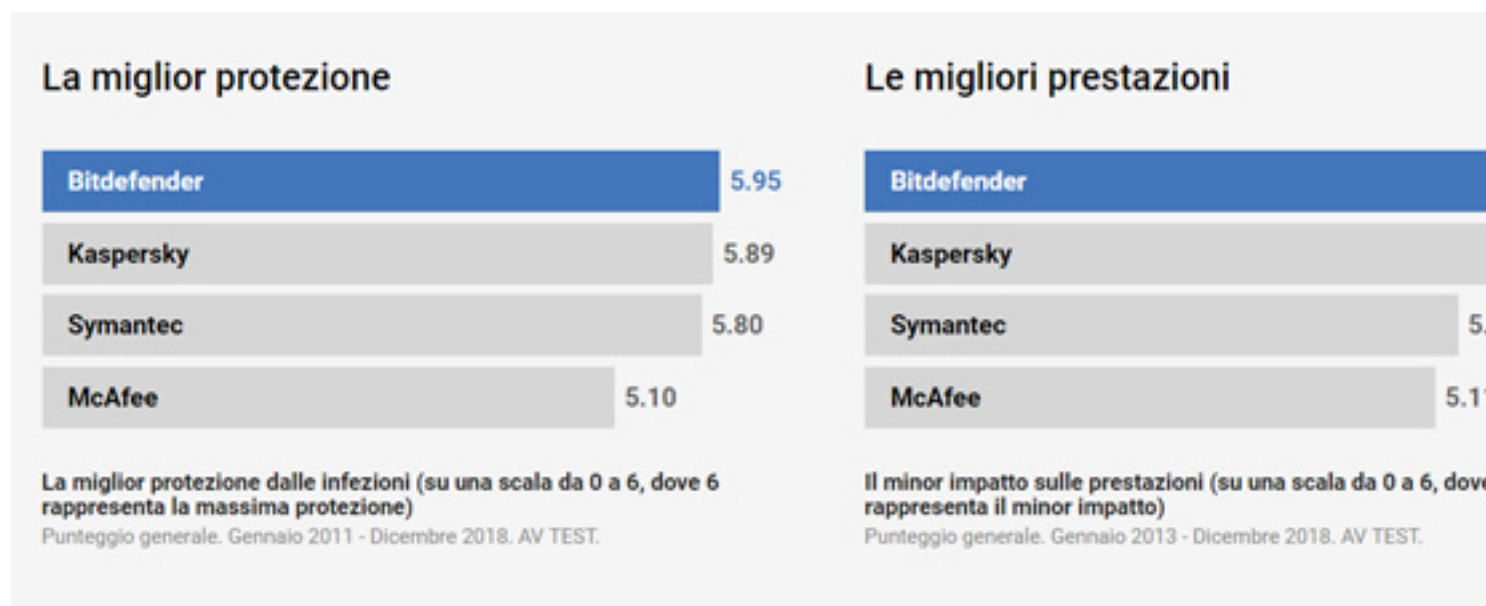 La miglior protezione
Bitdefender 5.95
Kaspersky 5.89
Symantec 5.80
McAfee 5.10
La miglior protezione dalle infezioni (su una scala da 0 a 6, dove 6
rappresenta la massima protezione)
Punteggio generale. Gennaio 2011 - Dicembre 2018. AV TEST.
Le migliori prestazioni
Bitdefender
Kaspersky
Symantec
McAfee
Il minor impatto sulle prestazioni (su una scala da 0 a 6, dove
rappresenta il minor impatto)
Punteggio generale. Gennaio 2013 - Dicembre 2018. AV TEST.